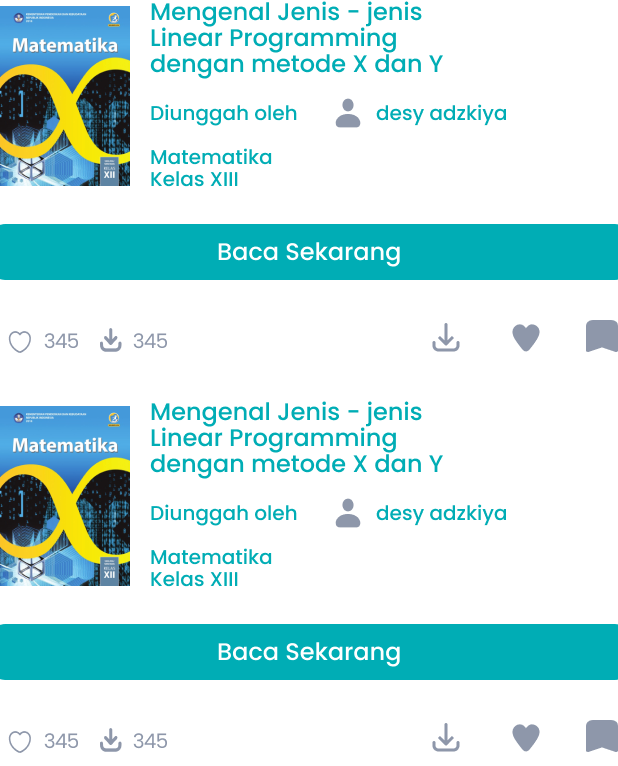 Matematika
KELAS
XII
Mengenal Jenis - jenis
Linear Programming
dengan metode X dan Y
Diunggah oleh desy adzkiya
Matematika
Kelas XIII
Baca Sekarang
345 345
Matematika
KELAS
XII
Mengenal Jenis - jenis
Linear Programming
dengan metode X dan Y
Diunggah oleh desy adzkiya
Matematika
Kelas XIII
Baca Sekarang
345 345